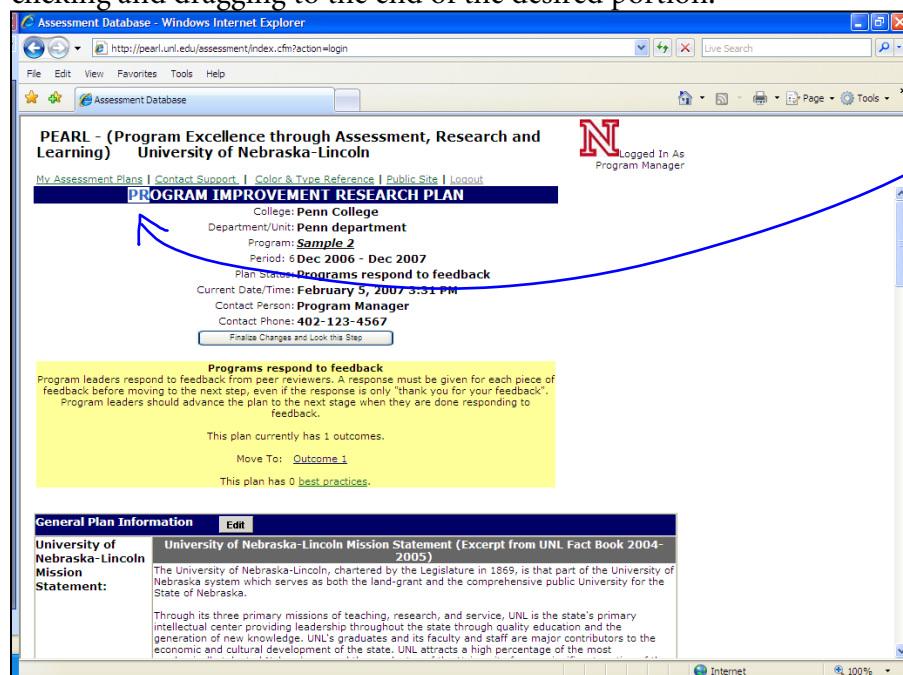 clicking and dragging to the end of the desired portion.
Assessment Database - Windows Internet Explorer
http://pearl.unl.edu/assessment/index.cfm?action=login
Live Search
File Edit View Favorites Tools Help
Assessment Database
Page Tools
PEARL - (Program Excellence through Assessment, Research and
Learning) University of Nebraska-Lincoln
N
Logged In As
Program Manager
My Assessment Plans | Contact Support | Color & Type Reference | Public Site | Logout
PROGRAM IMPROVEMENT RESEARCH PLAN
College: Penn College
Department/Unit: Penn department
Program: Sample 2
Period: 6 Dec 2006 - Dec 2007
Plan Status: Programs respond to feedback
Current Date/Time: February 5, 2007 3:31 PM
Contact Person: Program Manager
Contact Phone: 402-123-4567
Finalize Changes and Lock this Step
Programs respond to feedback
Program leaders respond to feedback from peer reviewers. A response must be given for each piece of
feedback before moving to the next step, even if the response is only "thank you for your feedback".
Program leaders should advance the plan to the next stage when they are done responding to
feedback.
This plan currently has 1 outcomes.
Move To: Outcome 1
This plan has 0 best practices.
General Plan Information Edit
University of
Nebraska-Lincoln
Mission
Statement:
University of Nebraska-Lincoln Mission Statement (Excerpt from UNL Fact Book 2004-
2005)
The University of Nebraska-Lincoln, chartered by the Legislature in 1869, is that part of the University of
Nebraska system which serves as both the land-grant and the comprehensive public University for the
State of Nebraska.
Through its three primary missions of teaching, research, and service, UNL is the state's primary
intellectual center providing leadership throughout the state through quality education and the
generation of new knowledge. UNL's graduates and its faculty and staff are major contributors to the
economic and cultural development of the state. UNL attracts a high percentage of the most
Internet
100%